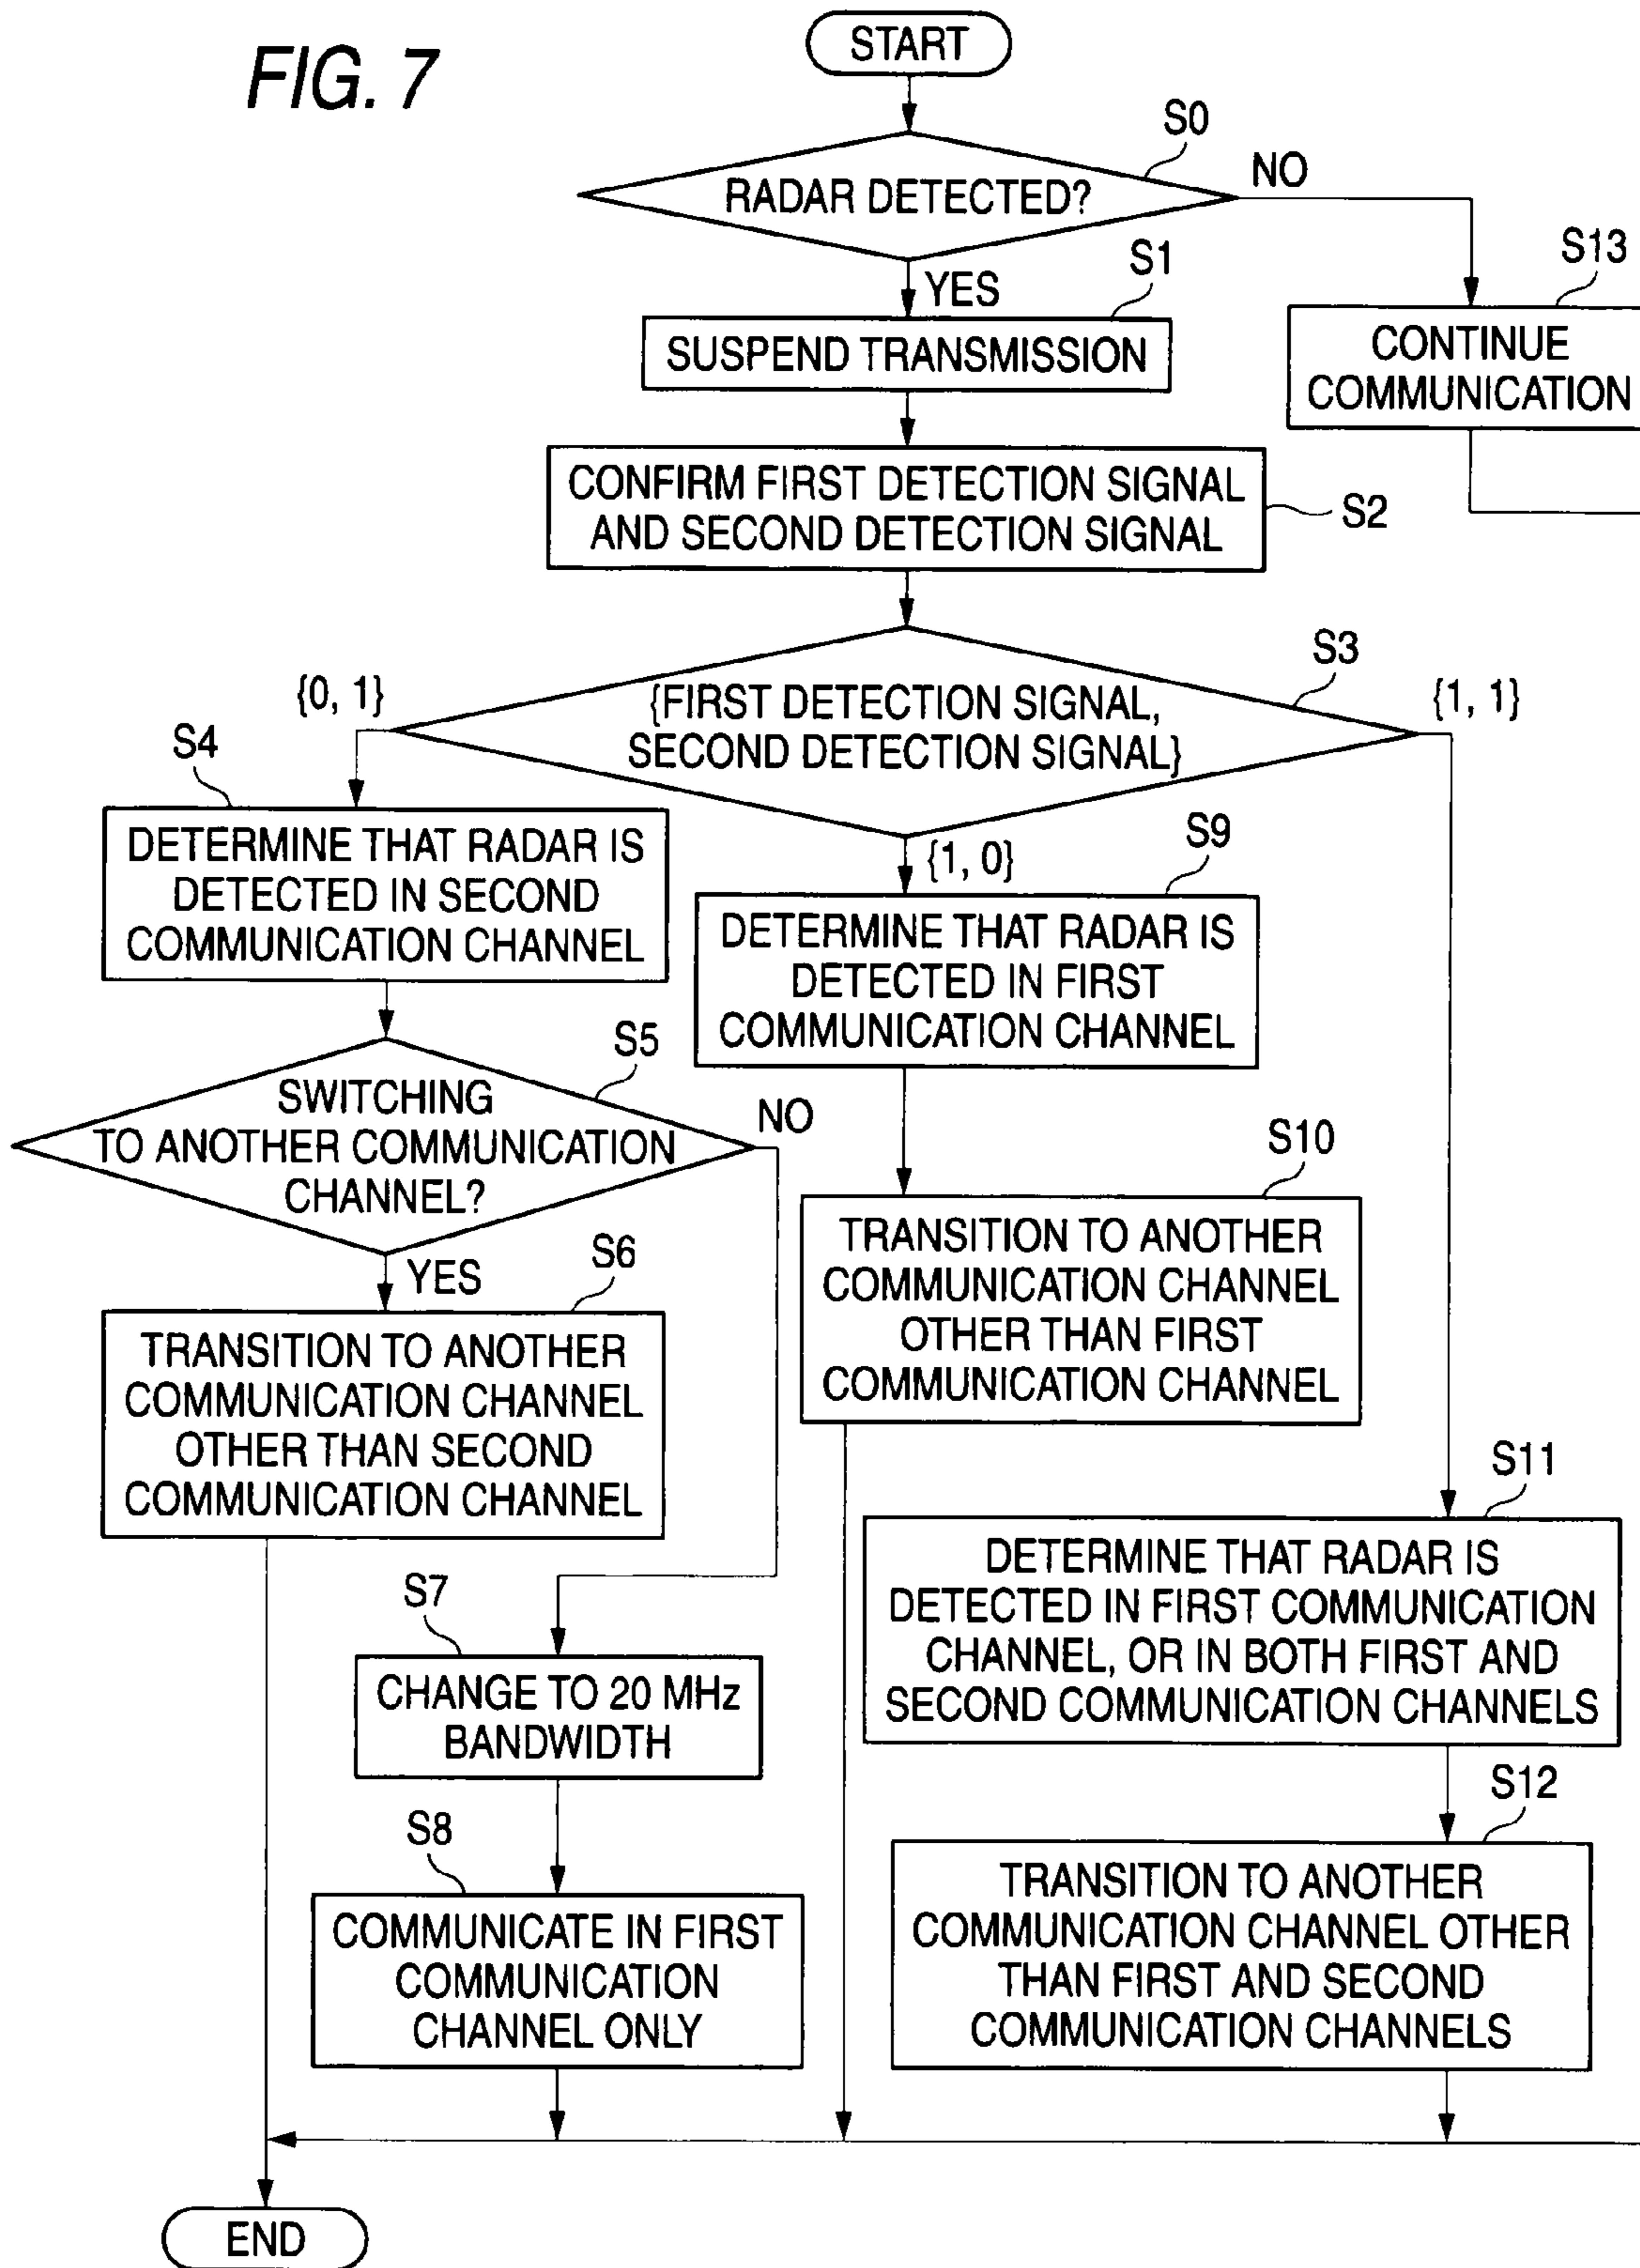 FIG. 7
START
S0
RADAR DETECTED?
NO
S13
CONTINUE
COMMUNICATION
YES
S1
SUSPEND TRANSMISSION
CONFIRM FIRST DETECTION SIGNAL
AND SECOND DETECTION SIGNAL
S2
S3
{FIRST DETECTION SIGNAL,
SECOND DETECTION SIGNAL}
{0, 1}
{1, 1}
{1, 0}
S4
DETERMINE THAT RADAR IS
DETECTED IN SECOND
COMMUNICATION CHANNEL
S5
SWITCHING
TO ANOTHER COMMUNICATION
CHANNEL?
NO
YES
S6
TRANSITION TO ANOTHER
COMMUNICATION CHANNEL
OTHER THAN SECOND
COMMUNICATION CHANNEL
S7
CHANGE TO 20 MHz
BANDWIDTH
S8
COMMUNICATE IN FIRST
COMMUNICATION
CHANNEL ONLY
S9
DETERMINE THAT RADAR IS
DETECTED IN FIRST
COMMUNICATION CHANNEL
S10
TRANSITION TO ANOTHER
COMMUNICATION CHANNEL
OTHER THAN FIRST
COMMUNICATION CHANNEL
S11
DETERMINE THAT RADAR IS
DETECTED IN FIRST COMMUNICATION
CHANNEL, OR IN BOTH FIRST AND
SECOND COMMUNICATION CHANNELS
S12
TRANSITION TO ANOTHER
COMMUNICATION CHANNEL OTHER
THAN FIRST AND SECOND
COMMUNICATION CHANNELS
END